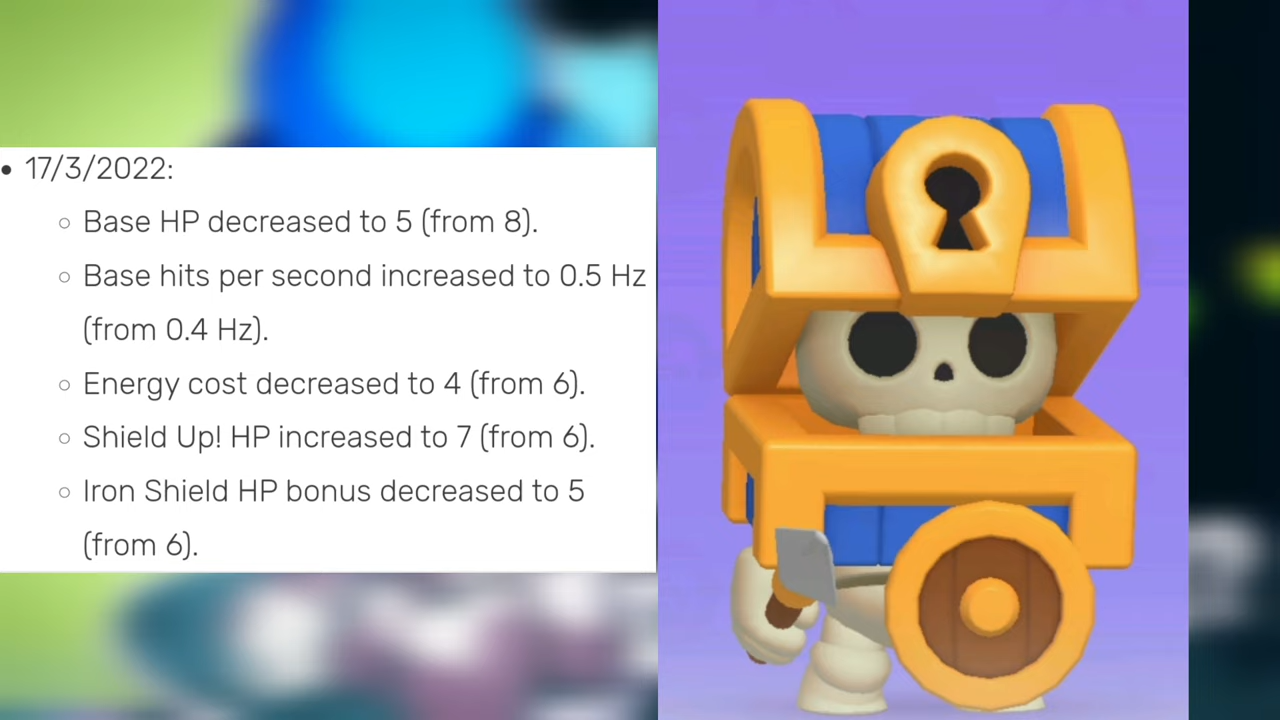 17/3/2022:
Base HP decreased to 5 (from 8).
Base hits per second increased to 0.5 Hz
(from 0.4 Hz).
Energy cost decreased to 4 (from 6).
Shield Up! HP increased to 7 (from 6).
Iron Shield HP bonus decreased to 5
(from 6).